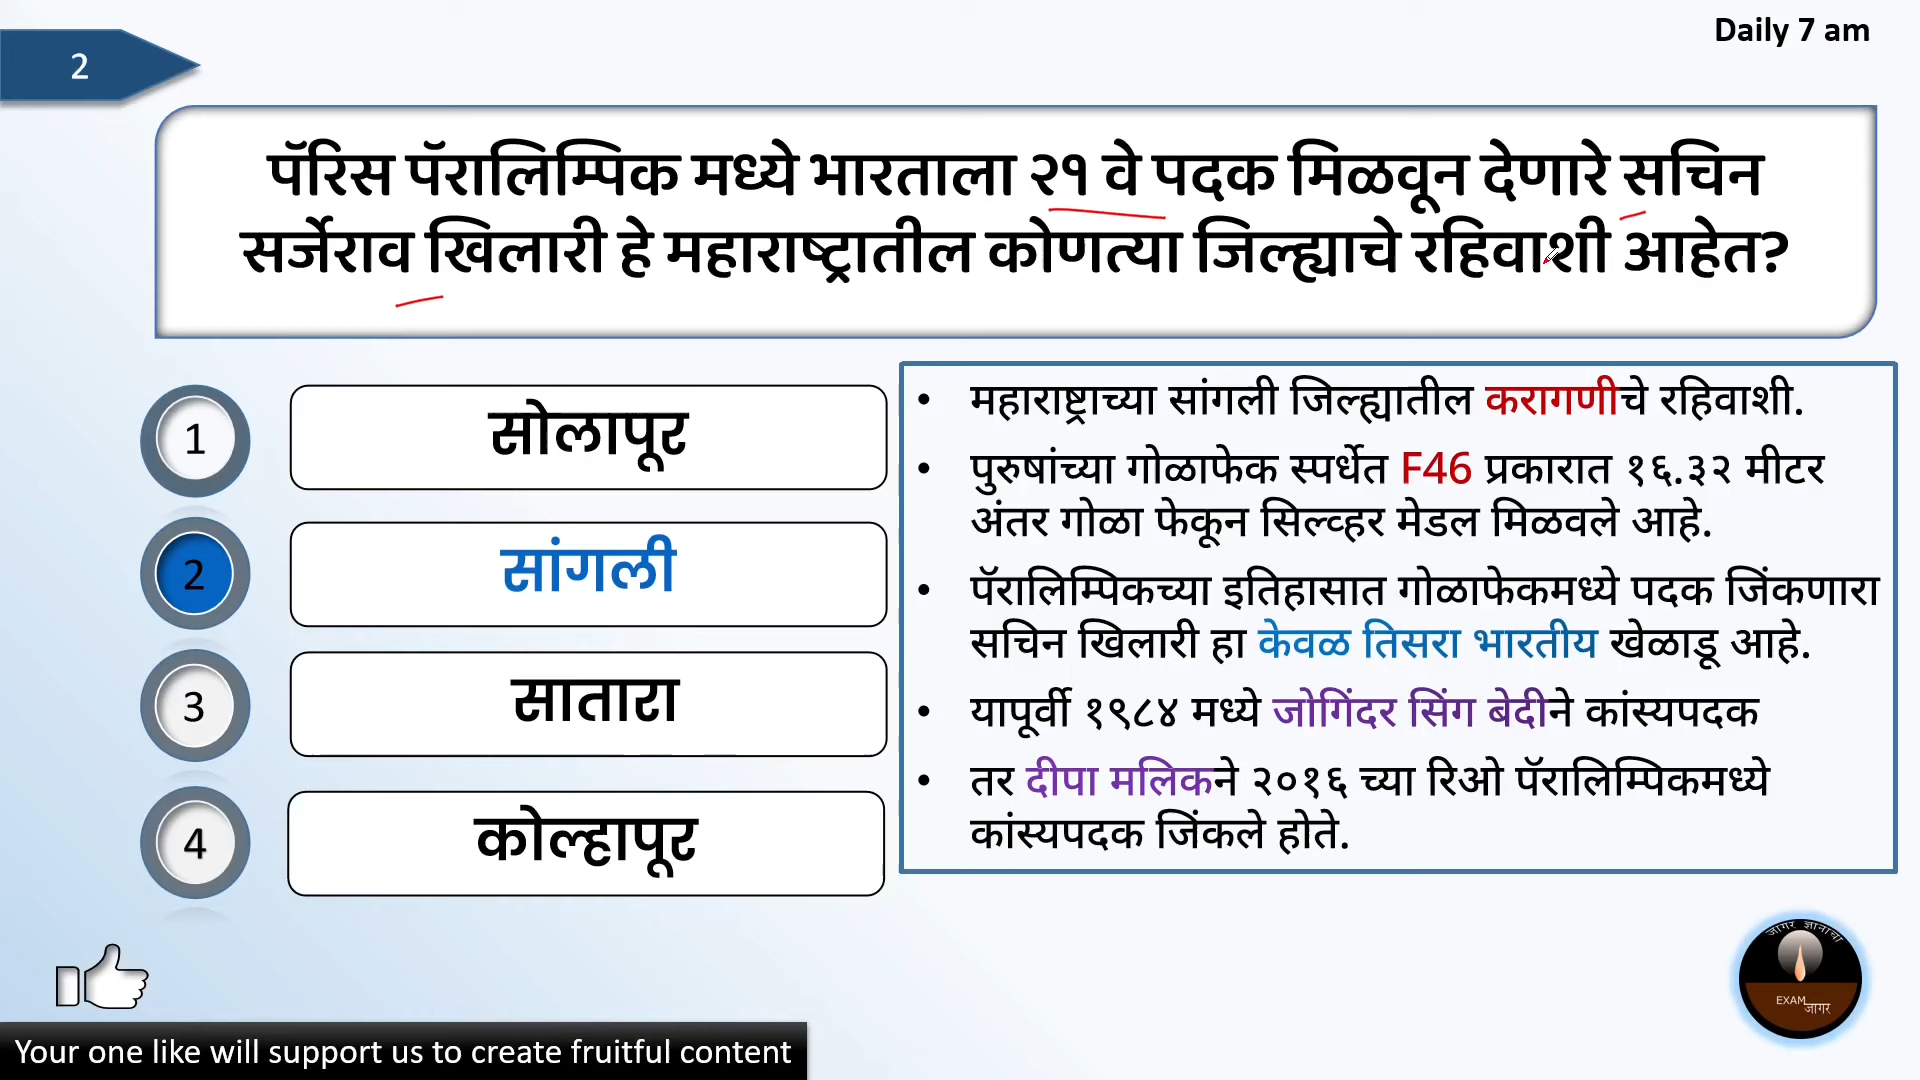 Daily 7 am
2
पॅरिस पॅरालिम्पिक मध्ये भारताला २१ वे पदक मिळवून देणारे सचिन
सर्जेराव खिलारी हे महाराष्ट्रातील कोणत्या जिल्ह्याचे रहिवाशी आहेत?
1
सोलापूर
2
सांगली
3
सातारा
4
कोल्हापूर
• महाराष्ट्राच्या सांगली जिल्ह्यातील करागणीचे रहिवाशी.
• पुरुषांच्या गोळाफेक स्पर्धेत F46 प्रकारात १६.३२ मीटर
अंतर गोळा फेकून सिल्व्हर मेडल मिळवले आहे.
• पॅरालिम्पिकच्या इतिहासात गोळाफेकमध्ये पदक जिंकणारा
सचिन खिलारी हा केवळ तिसरा भारतीय खेळाडू आहे.
• यापूर्वी १९८४ मध्ये जोगिंदर सिंग बेदीने कांस्यपदक
• तर दीपा मलिकने २०१६ च्या रिओ पॅरालिम्पिकमध्ये
कांस्यपदक जिंकले होते.
जागर ज्ञानाचा
EXAM
जागर
Your one like will support us to create fruitful content